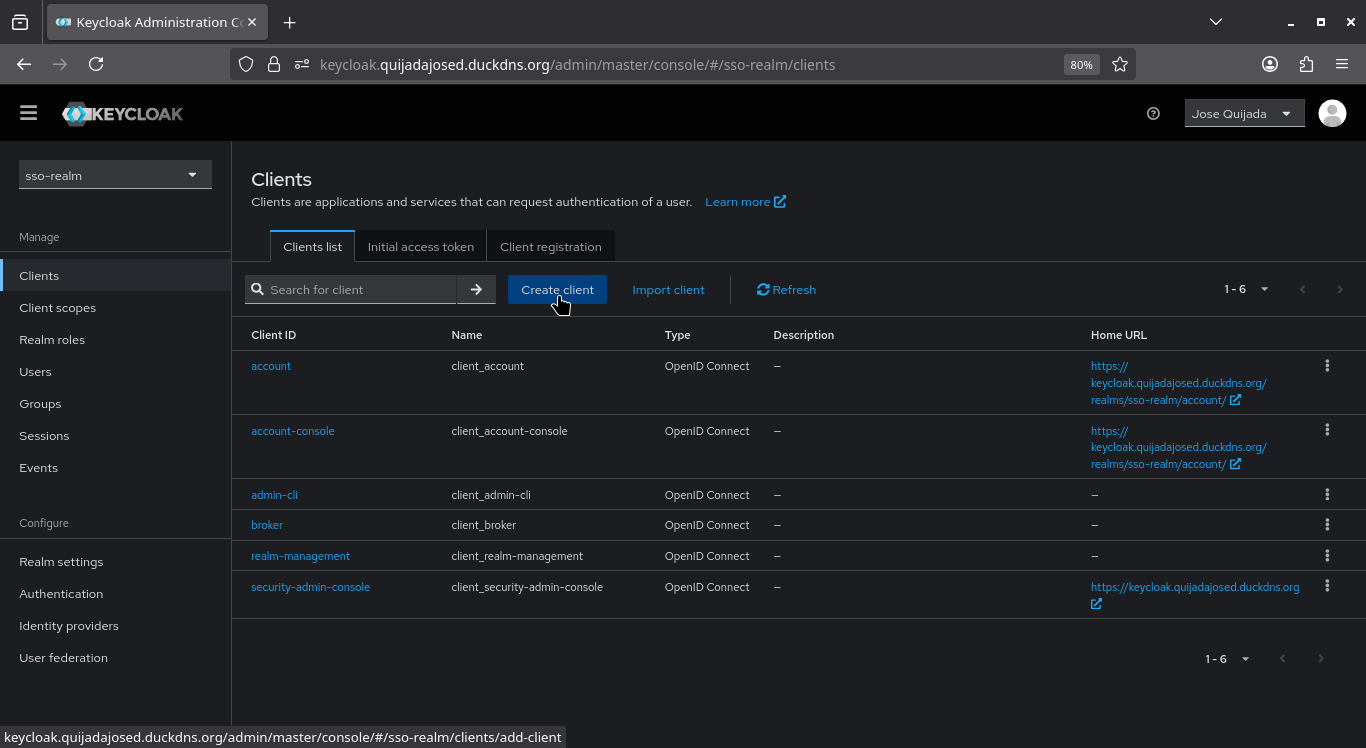 Keycloak Administration Co
keycloak.quijadajosed.duckdns.org/admin/master/console/#/sso-realm/clients
80%
KEYCLOAK
Jose Quijada
sso-realm
Manage
Clients
Client scopes
Realm roles
Users
Groups
Sessions
Events
Configure
Realm settings
Authentication
Identity providers
User federation
Clients
Clients are applications and services that can request authentication of a user. Learn more
Clients list Initial access token Client registration
Search for client Create client Import client Refresh 1 - 6
Client ID Name Type Description Home URL
account client_account OpenID Connect – https://
keycloak.quijadajosed.duckdns.org/
realms/sso-realm/account/
account-console client_account-console OpenID Connect – https://
keycloak.quijadajosed.duckdns.org/
realms/sso-realm/account/
admin-cli client_admin-cli OpenID Connect – –
broker client_broker OpenID Connect – –
realm-management client_realm-management OpenID Connect – –
security-admin-console client_security-admin-console OpenID Connect – https://keycloak.quijadajosed.duckdns.org
1 - 6
keycloak.quijadajosed.duckdns.org/admin/master/console/#/sso-realm/clients/add-client